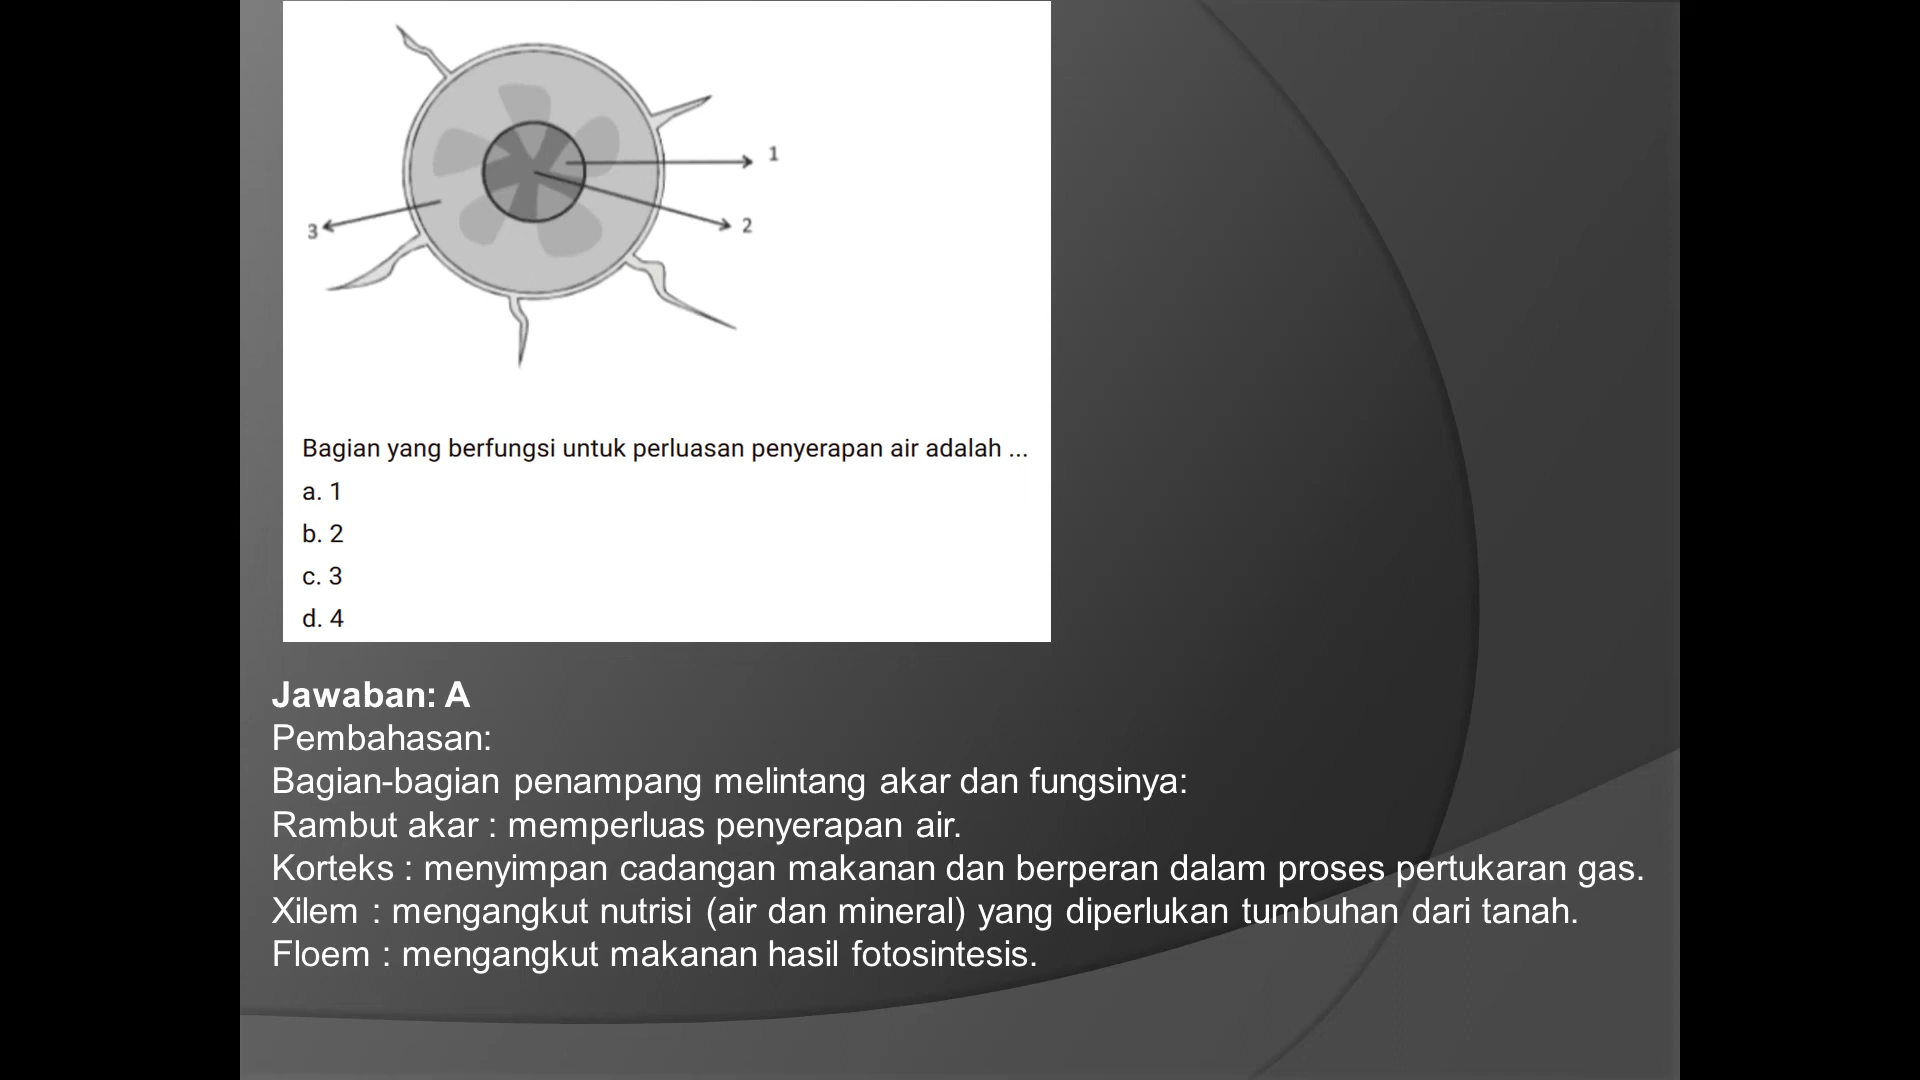 1
2
3
Bagian yang berfungsi untuk perluasan penyerapan air adalah ...
a. 1
b. 2
c. 3
d. 4
Jawaban: A
Pembahasan:
Bagian-bagian penampang melintang akar dan fungsinya:
Rambut akar : memperluas penyerapan air.
Korteks : menyimpan cadangan makanan dan berperan dalam proses pertukaran gas.
Xilem : mengangkut nutrisi (air dan mineral) yang diperlukan tumbuhan dari tanah.
Floem : mengangkut makanan hasil fotosintesis.